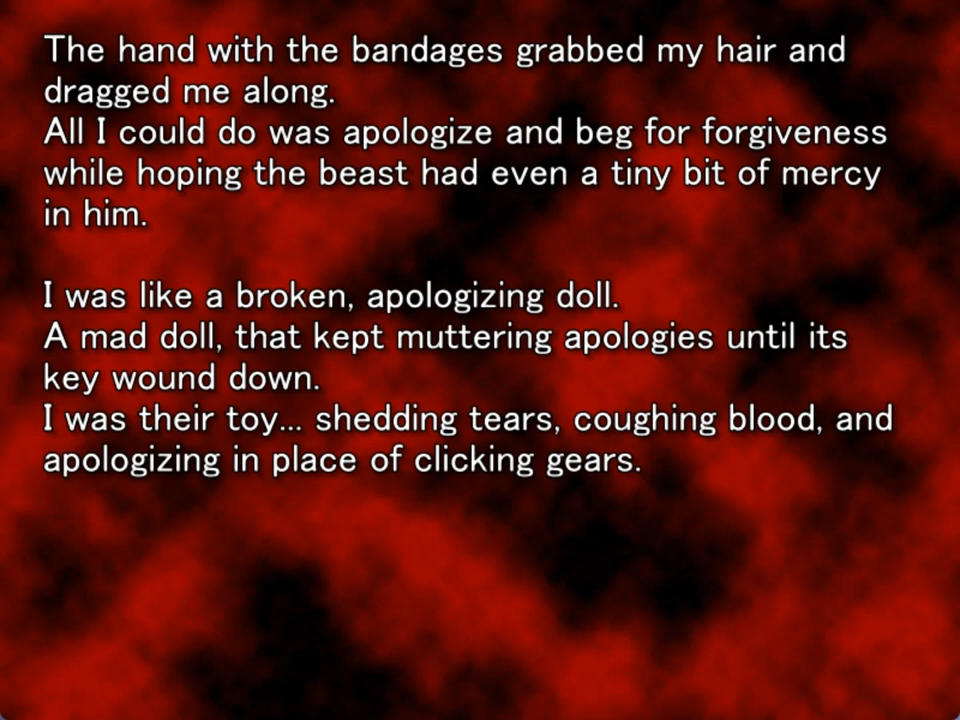 The hand with the bandages grabbed my hair and
dragged me along.
All I could do was apologize and beg for forgiveness
while hoping the beast had even a tiny bit of mercy
in him.
I was like a broken, apologizing doll.
A mad doll, that kept muttering apologies until its
key wound down.
I was their toy... shedding tears, coughing blood, and
apologizing in place of clicking gears.